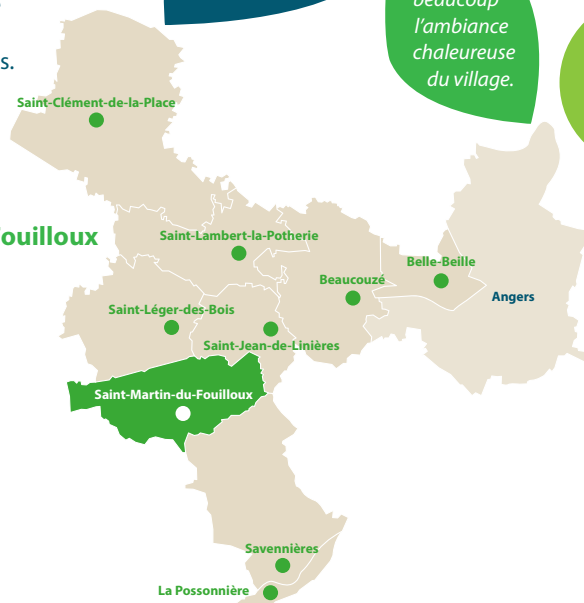 beaucoup
l'ambiance
chaleureuse
du village.
s.
Saint-Clément-de-la-Place
ouilloux
Saint-Lambert-la-Potherie
Belle-Beille
Beaucouzé
Angers
Saint-Léger-des-Bois
Saint-Jean-de-Linières
Saint-Martin-du-Fouilloux
Savennières
La Possonnière